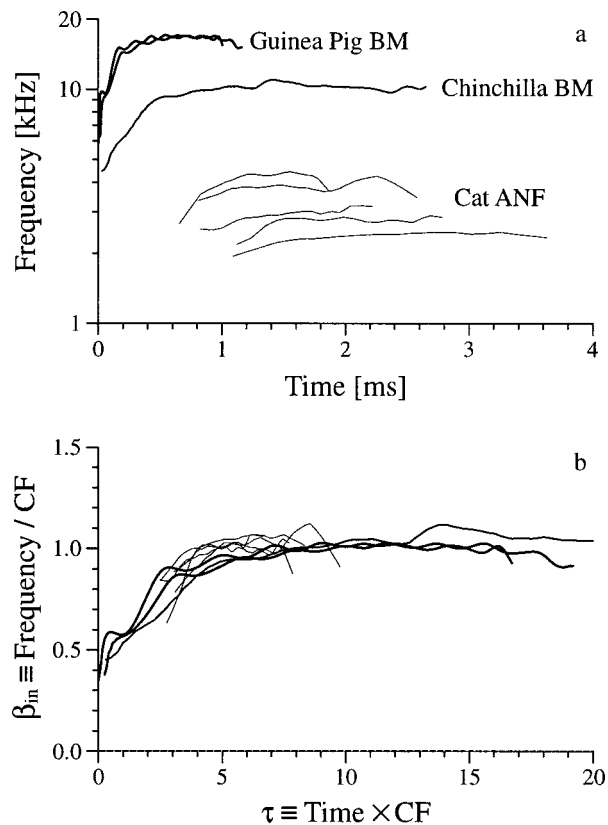 a
20
Guinea Pig BM
10
Chinchilla BM
Frequency [kHz]
Cat ANF
1
0 1 2 3 4
Time [ms]
1.5
b
1.0
β_in ≡ Frequency / CF
0.5
0.0
0 5 10 15 20
τ ≡ Time × CF